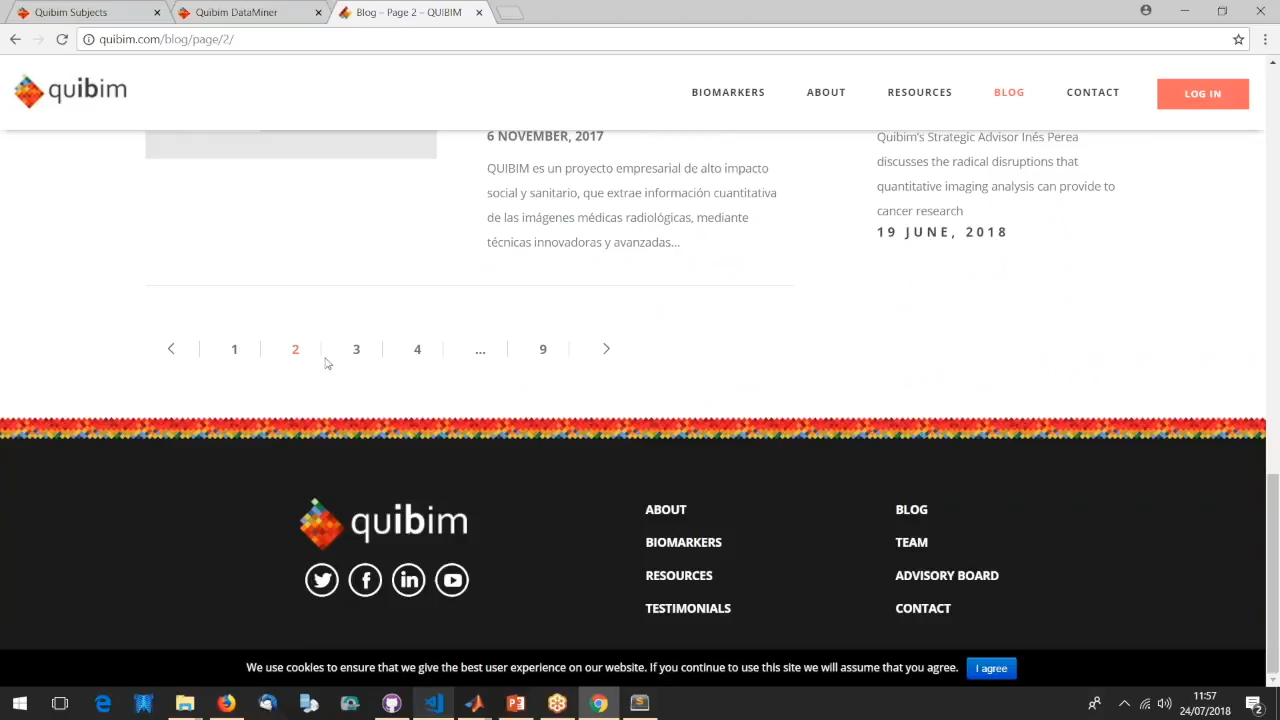 Quibim Subjects
Quibim DataMiner
Blog – Page 2 – QUIBIM
quibim.com/blog/page/2/
quibim
BIOMARKERS
ABOUT
RESOURCES
BLOG
CONTACT
LOG IN
6 NOVEMBER, 2017
QUIBIM es un proyecto empresarial de alto impacto
social y sanitario, que extrae información cuantitativa
de las imágenes médicas radiológicas, mediante
técnicas innovadoras y avanzadas...
Quibim's Strategic Advisor Inés Perea
discusses the radical disruptions that
quantitative imaging analysis can provide to
cancer research
19 JUNE, 2018
1 2 3 4 ... 9
quibim
ABOUT
BIOMARKERS
RESOURCES
TESTIMONIALS
BLOG
TEAM
ADVISORY BOARD
CONTACT
We use cookies to ensure that we give the best user experience on our website. If you continue to use this site we will assume that you agree.
I agree
11:57
24/07/2018
2